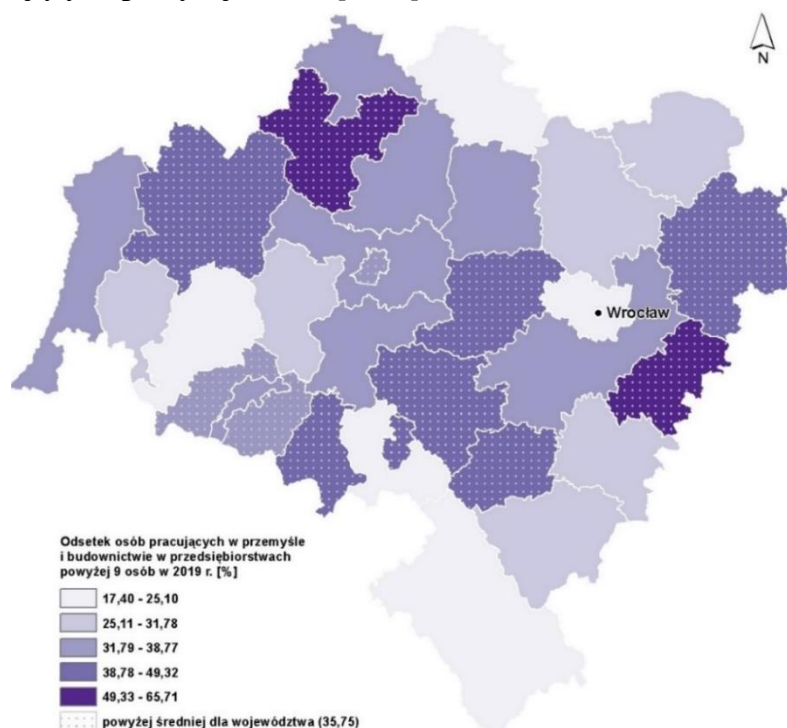 N
Wrocław
Odsetek osób pracujących w przemyśle
i budownictwie w przedsiębiorstwach
powyżej 9 osób w 2019 r. [%]
17,40 - 25,10
25,11 - 31,78
31,79 - 38,77
38,78 - 49,32
49,33 - 65,71
powyżej średniej dla województwa (35,75)